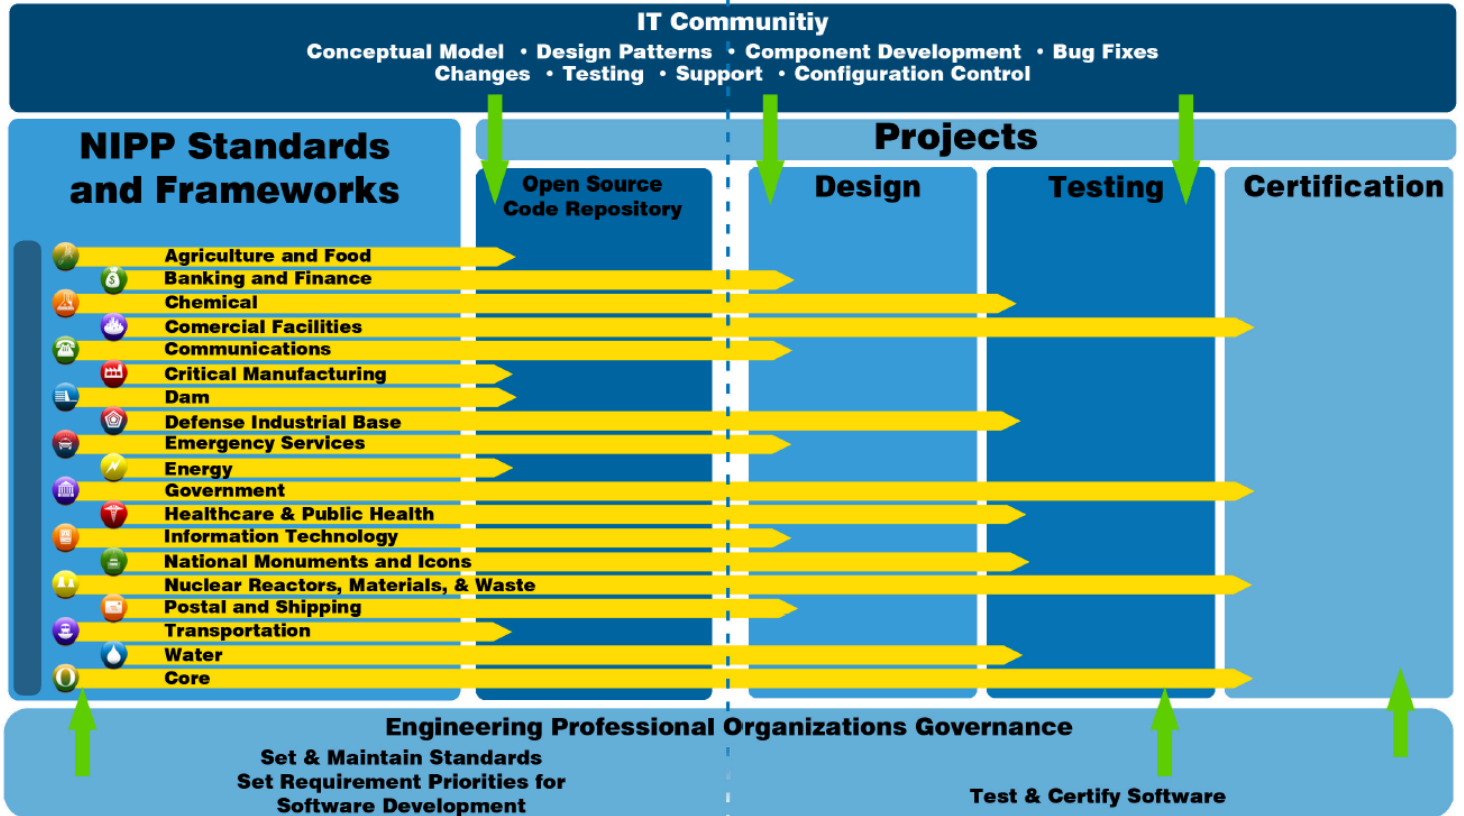 IT Communitiy
Conceptual Model • Design Patterns • Component Development • Bug Fixes
Changes • Testing • Support • Configuration Control
NIPP Standards
and Frameworks
Projects
Open Source
Code Repository
Design
Testing
Certification
Agriculture and Food
Banking and Finance
Chemical
Comercial Facilities
Communications
Critical Manufacturing
Dam
Defense Industrial Base
Emergency Services
Energy
Government
Healthcare & Public Health
Information Technology
National Monuments and Icons
Nuclear Reactors, Materials, & Waste
Postal and Shipping
Transportation
Water
Core
Engineering Professional Organizations Governance
Set & Maintain Standards
Set Requirement Priorities for
Software Development
Test & Certify Software